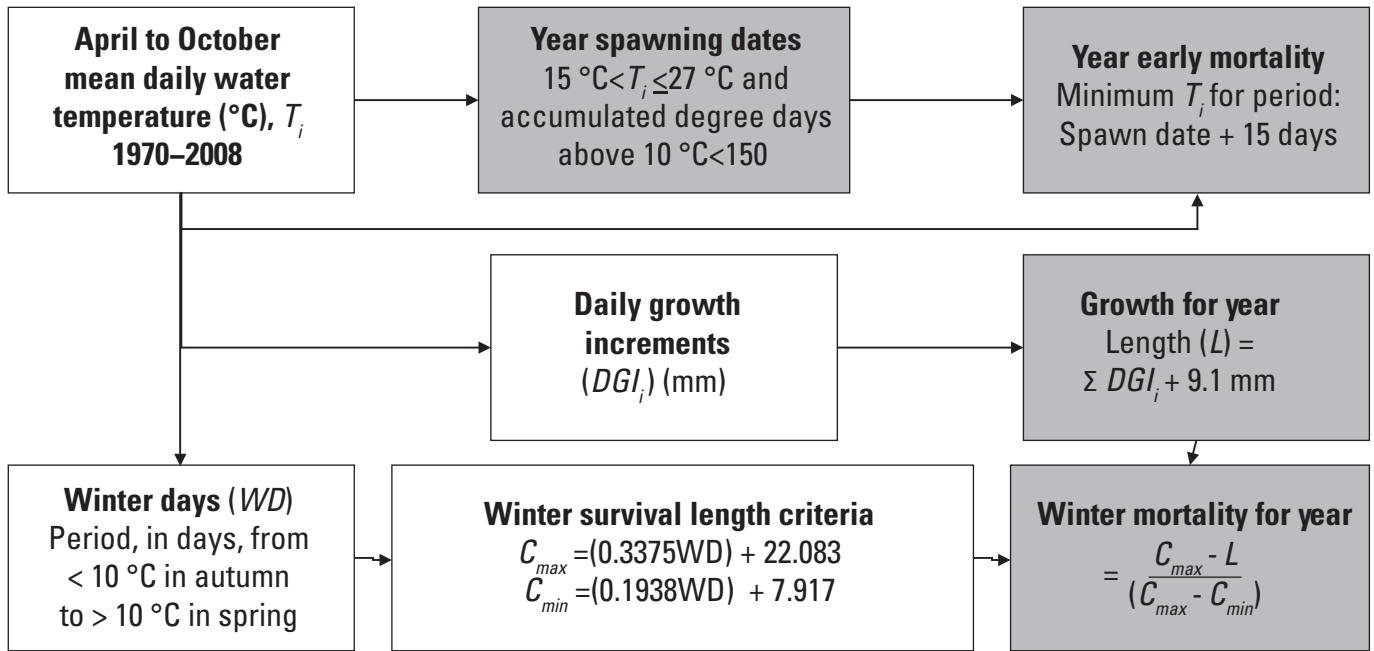 April to October
mean daily water
temperature (°C), Ti
1970–2008
Year spawning dates
15 °C<Ti ≤27 °C and
accumulated degree days
above 10 °C<150
Year early mortality
Minimum Ti for period:
Spawn date + 15 days
Daily growth
increments
(DGIi) (mm)
Growth for year
Length (L) =
Σ DGIi + 9.1 mm
Winter days (WD)
Period, in days, from
< 10 °C in autumn
to > 10 °C in spring
Winter survival length criteria
Cmax =(0.3375WD) + 22.083
Cmin =(0.1938WD) + 7.917
Winter mortality for year
= Cmax - L
(Cmax - Cmin)